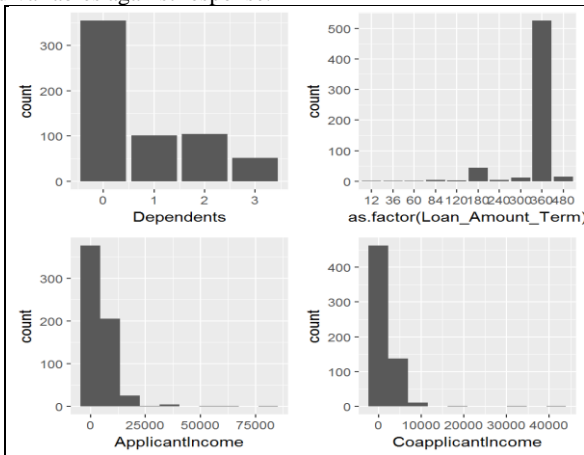 against response.
300
200
100
0
count
0 1 2 3
Dependents
500
400
300
200
100
0
count
12 36 60 84 120 180 240 300 360 480
as.factor(Loan_Amount_Term)
300
200
100
0
count
0 25000 50000 75000
ApplicantIncome
400
300
200
100
0
count
0 10000 20000 30000 40000
CoapplicantIncome